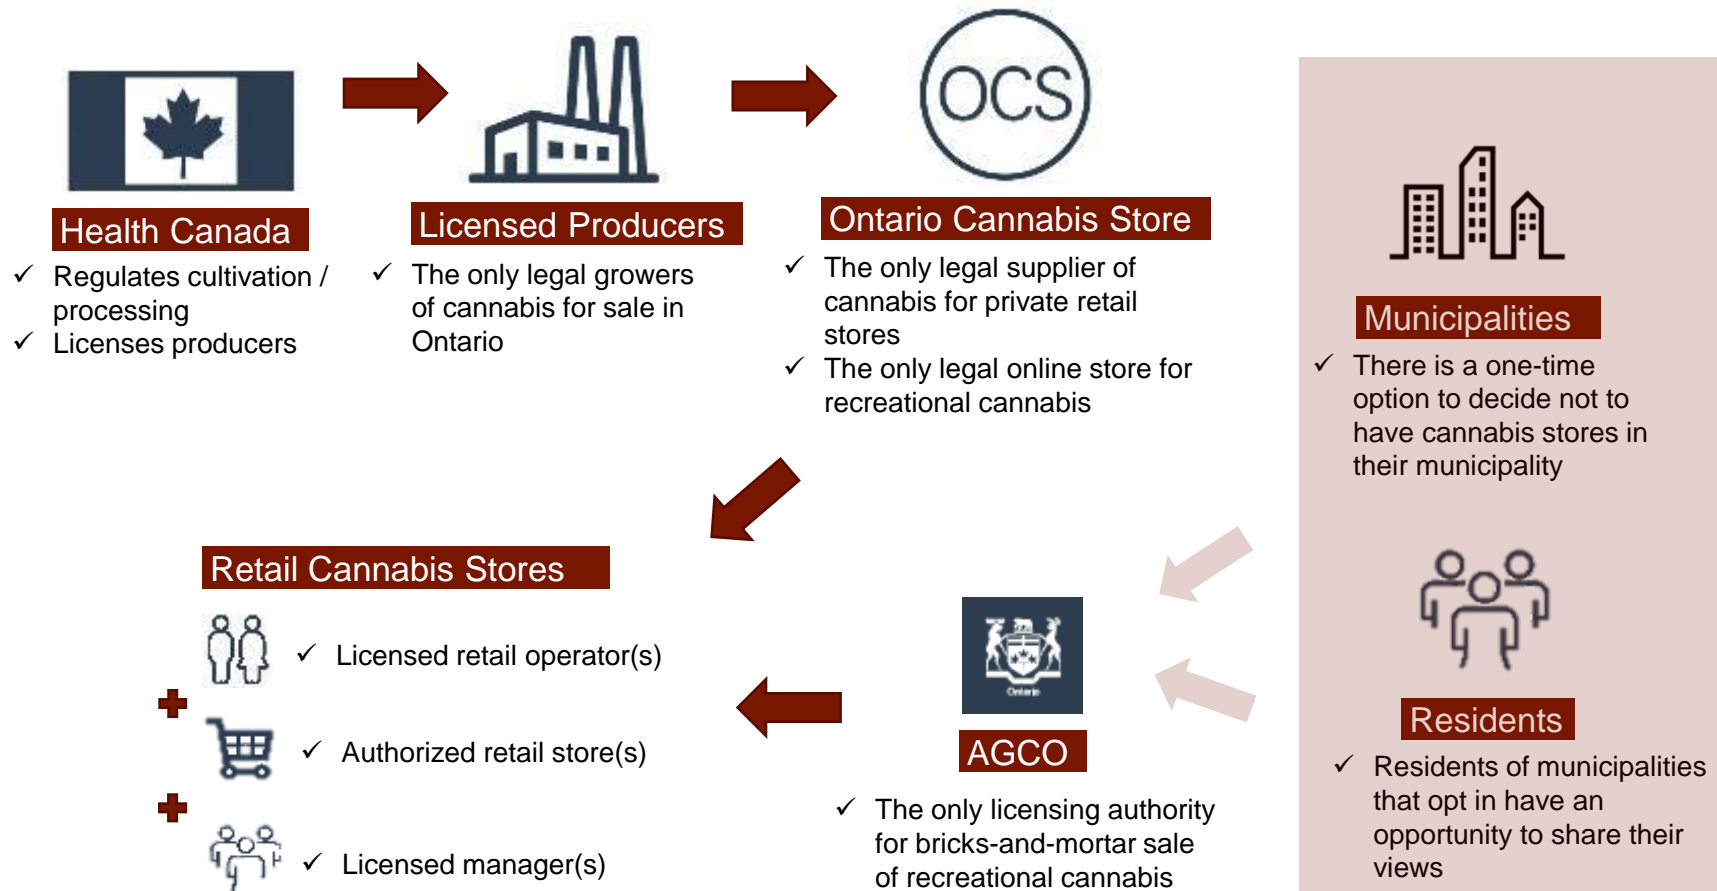 OCS
Health Canada
✓ Regulates cultivation /
processing
✓ Licenses producers
Licensed Producers
✓ The only legal growers
of cannabis for sale in
Ontario
Ontario Cannabis Store
✓ The only legal supplier of
cannabis for private retail
stores
✓ The only legal online store for
recreational cannabis
Municipalities
✓ There is a one-time
option to decide not to
have cannabis stores in
their municipality
Retail Cannabis Stores
✓ Licensed retail operator(s)
✓ Authorized retail store(s)
✓ Licensed manager(s)
Ontario
AGCO
✓ The only licensing authority
for bricks-and-mortar sale
of recreational cannabis
Residents
✓ Residents of municipalities
that opt in have an
opportunity to share their
views